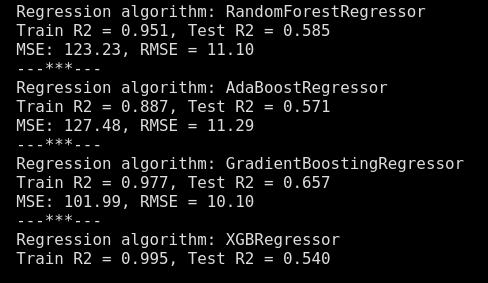 Regression algorithm: RandomForestRegressor
Train R2 = 0.951, Test R2 = 0.585
MSE: 123.23, RMSE = 11.10
---***---
Regression algorithm: AdaBoostRegressor
Train R2 = 0.887, Test R2 = 0.571
MSE: 127.48, RMSE = 11.29
---***---
Regression algorithm: GradientBoostingRegressor
Train R2 = 0.977, Test R2 = 0.657
MSE: 101.99, RMSE = 10.10
---***---
Regression algorithm: XGBRegressor
Train R2 = 0.995, Test R2 = 0.540